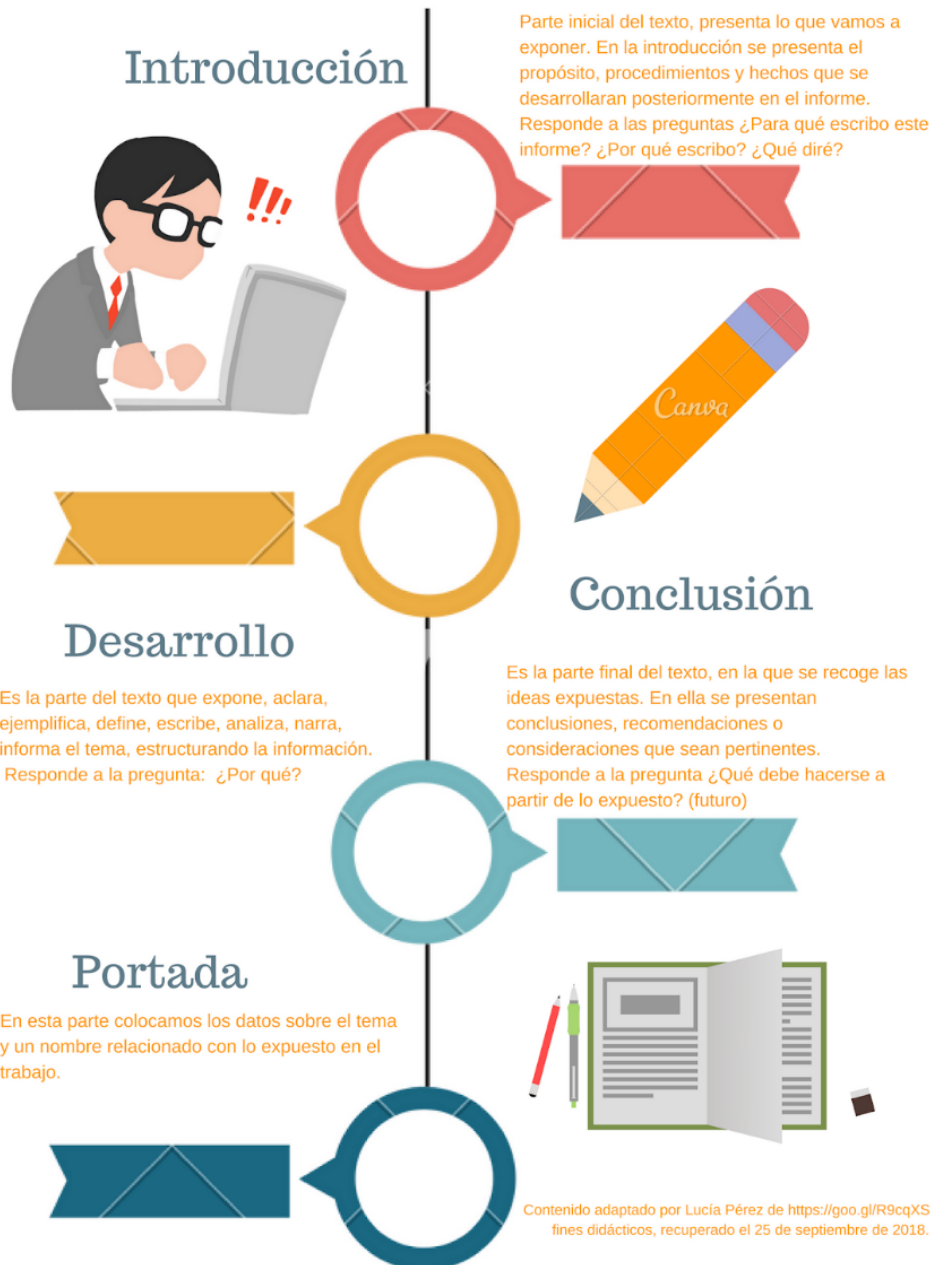 Introducción
Parte inicial del texto, presenta lo que vamos a
exponer. En la introducción se presenta el
propósito, procedimientos y hechos que se
desarrollaran posteriormente en el informe.
Responde a las preguntas ¿Para qué escribo este
informe? ¿Por qué escribo? ¿Qué diré?
Canva
Desarrollo
Es la parte del texto que expone, aclara,
ejemplifica, define, escribe, analiza, narra,
informa el tema, estructurando la información.
Responde a la pregunta: ¿Por qué?
Conclusión
Es la parte final del texto, en la que se recoge las
ideas expuestas. En ella se presentan
conclusiones, recomendaciones o
consideraciones que sean pertinentes.
Responde a la pregunta ¿Qué debe hacerse a
partir de lo expuesto? (futuro)
Portada
En esta parte colocamos los datos sobre el tema
y un nombre relacionado con lo expuesto en el
trabajo.
Contenido adaptado por Lucía Pérez de https://goo.gl/R9cqXS
fines didácticos, recuperado el 25 de septiembre de 2018.